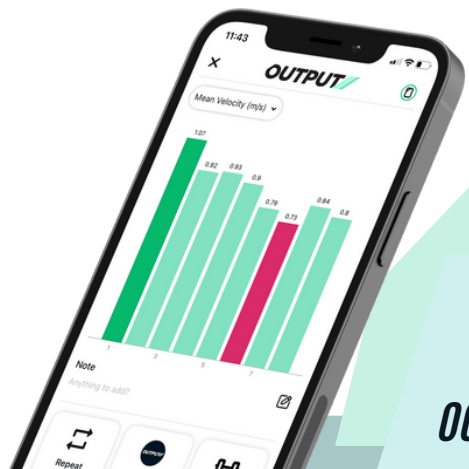 11:43
OUTPUT
Mean Velocity (m/s)
1.07
0.92 0.93 0.9 0.79 0.73 0.84 0.8
1 3 5 7
Note
Anything to add?
Repeat
OUTPUT